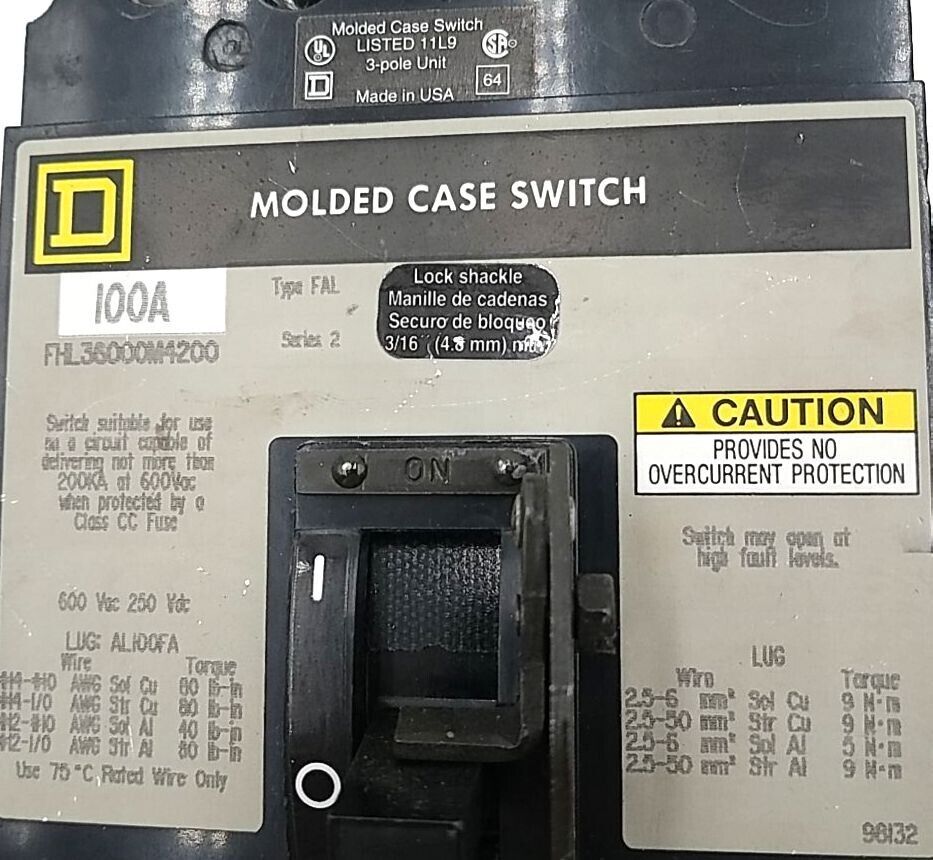 Molded Case Switch
LISTED 11L9
3-pole Unit
64
Made in USA
MOLDED CASE SWITCH
100A
Type FAL
FHL36000M4200
Series 2
Lock shackle
Manille de cadenas
Securo de bloqueo
3/16" (4.8 mm)
Switch suitable for use
on a circuit capable of
delivering not more than
200KA at 600Vac
when protected by a
Class CC Fuse
600 Vac 250 Vdc
LUG: AL100FA
Wire Torque
#14-#10 AWG Sol Cu 80 lb-in
#14-1/0 AWG Str Cu 80 lb-in
#12-#10 AWG Sol Al 40 lb-in
#12-1/0 AWG Str Al 80 lb-in
Use 75°C Rated Wire Only
ON
CAUTION
PROVIDES NO
OVERCURRENT PROTECTION
Switch may open at
high fault levels.
LUG
Wire Torque
2.5-6 mm² Sol Cu 9 N·m
2.5-50 mm² Str Cu 9 N·m
2.5-6 mm² Sol Al 5 N·m
2.5-50 mm² Str Al 9 N·m
98132